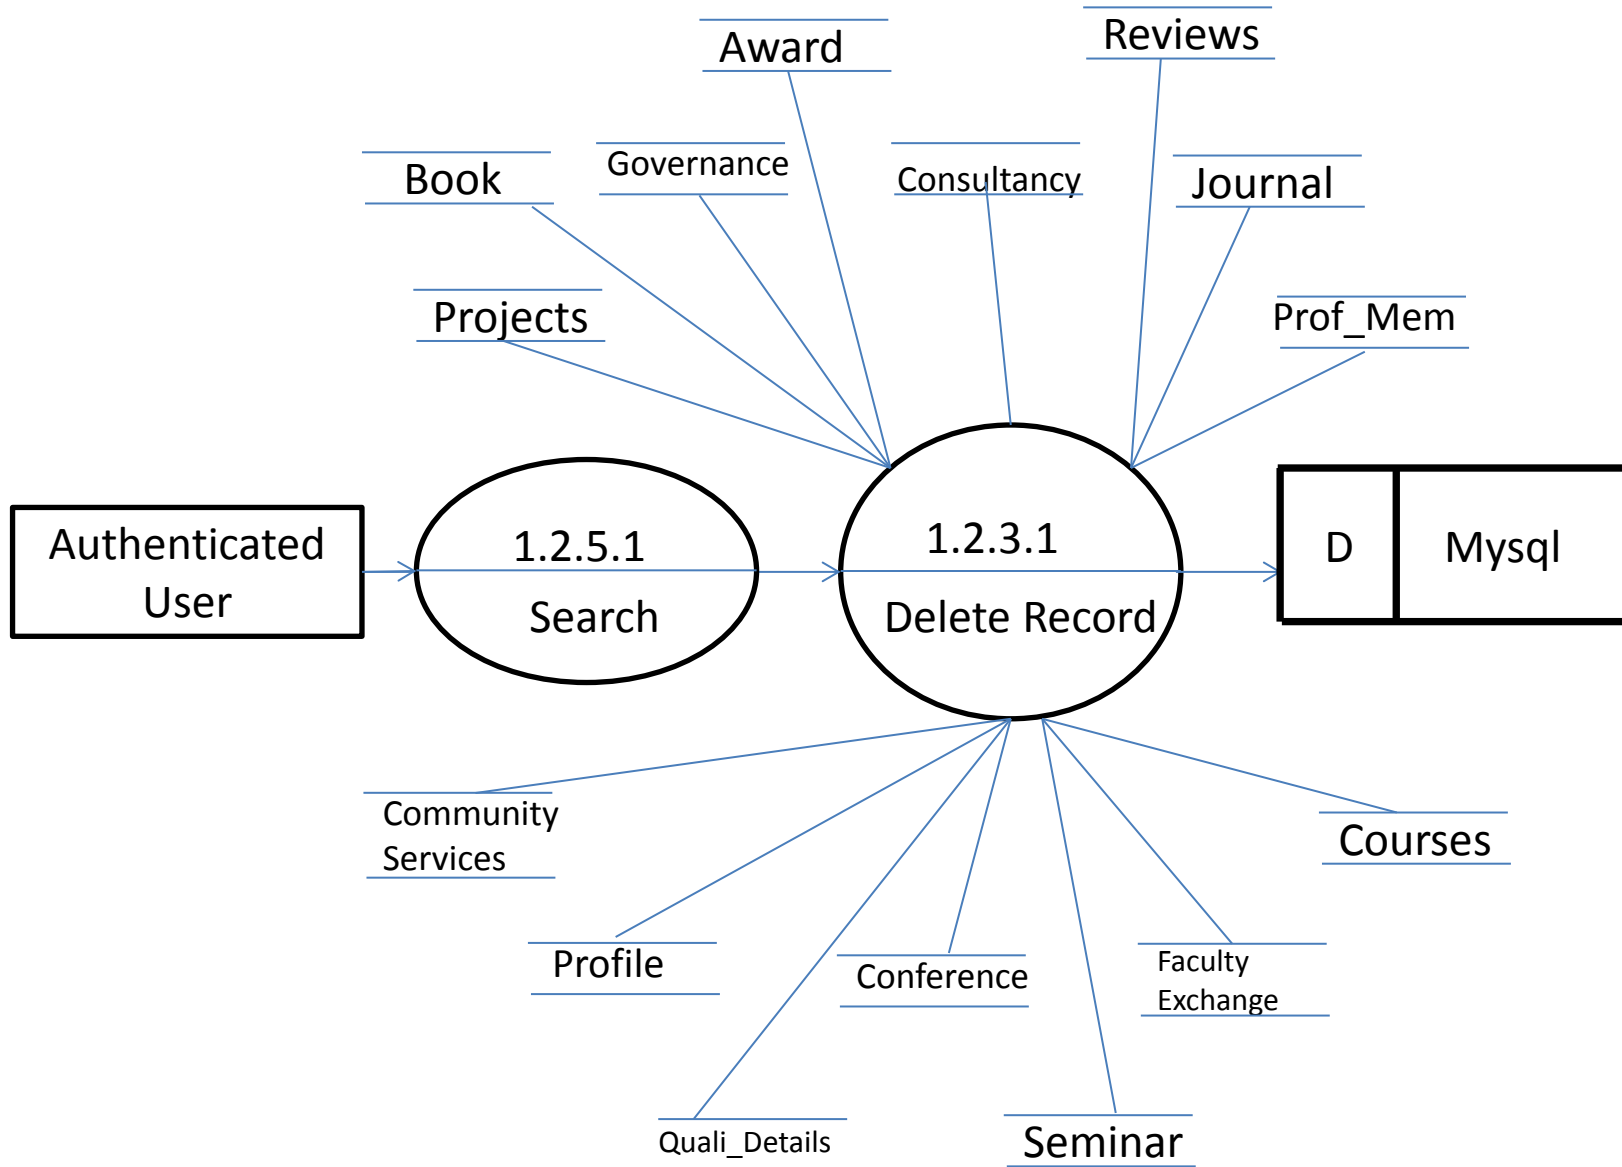 Award
Reviews
Book
Governance
Consultancy
Journal
Projects
Prof_Mem
Authenticated
User
1.2.5.1
Search
1.2.3.1
Delete Record
D
Mysql
Community
Services
Courses
Profile
Conference
Faculty
Exchange
Quali_Details
Seminar